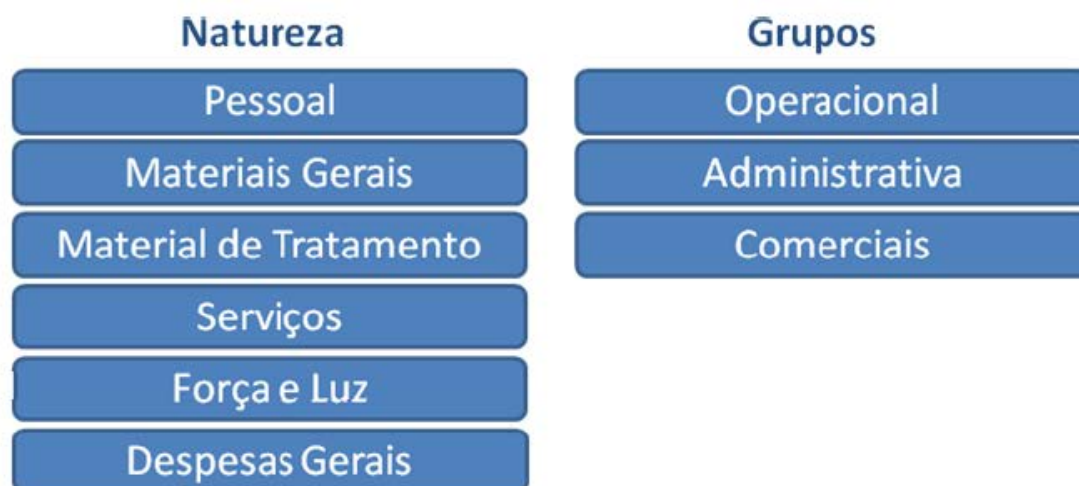 Natureza
Pessoal
Materiais Gerais
Material de Tratamento
Serviços
Força e Luz
Despesas Gerais
Grupos
Operacional
Administrativa
Comerciais